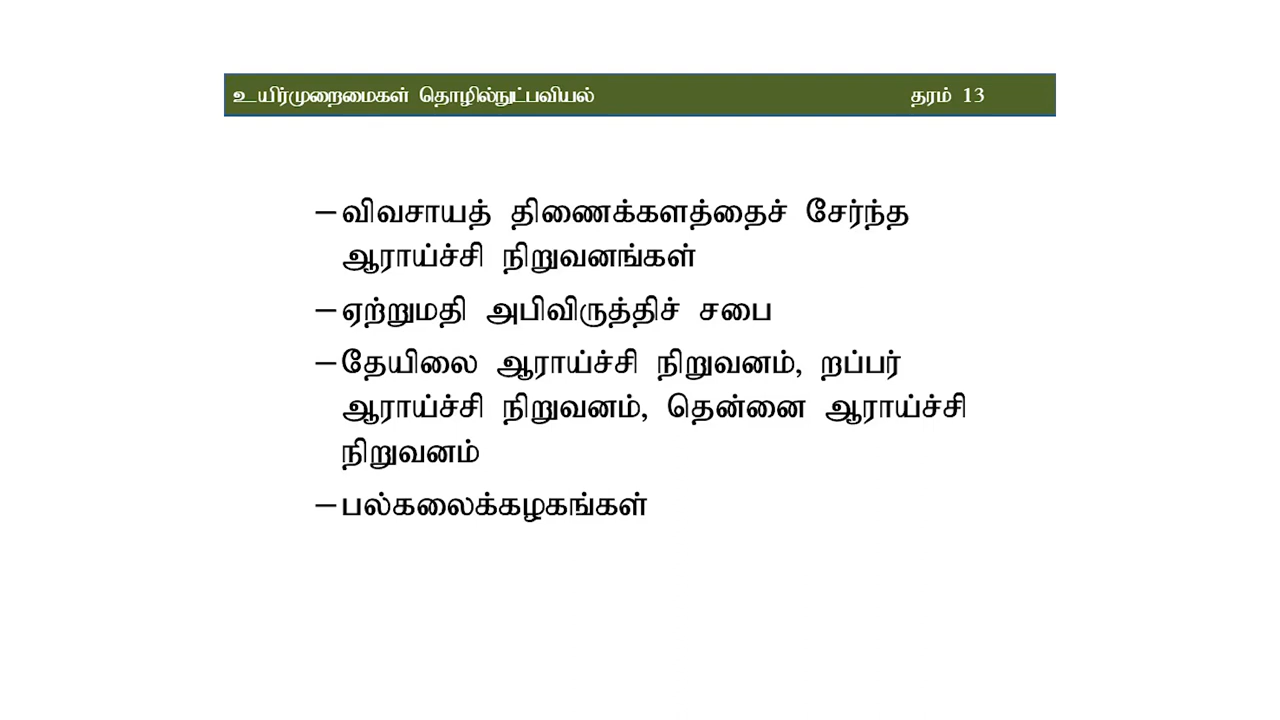 உயிர்முறைமைகள் தொழில்நுட்பவியல் தரம் 13
–விவசாயத் திணைக்களத்தைச் சேர்ந்த
ஆராய்ச்சி நிறுவனங்கள்
–ஏற்றுமதி அபிவிருத்திச் சபை
–தேயிலை ஆராய்ச்சி நிறுவனம், றப்பர்
ஆராய்ச்சி நிறுவனம், தென்னை ஆராய்ச்சி
நிறுவனம்
–பல்கலைக்கழகங்கள்